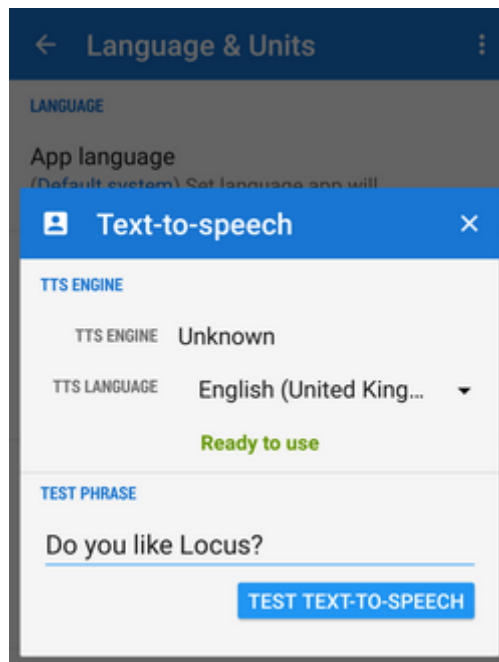 Language & Units
LANGUAGE
App language
(Default system) Set language app will
Text-to-speech
TTS ENGINE
TTS ENGINE Unknown
TTS LANGUAGE English (United King...
Ready to use
TEST PHRASE
Do you like Locus?
TEST TEXT-TO-SPEECH